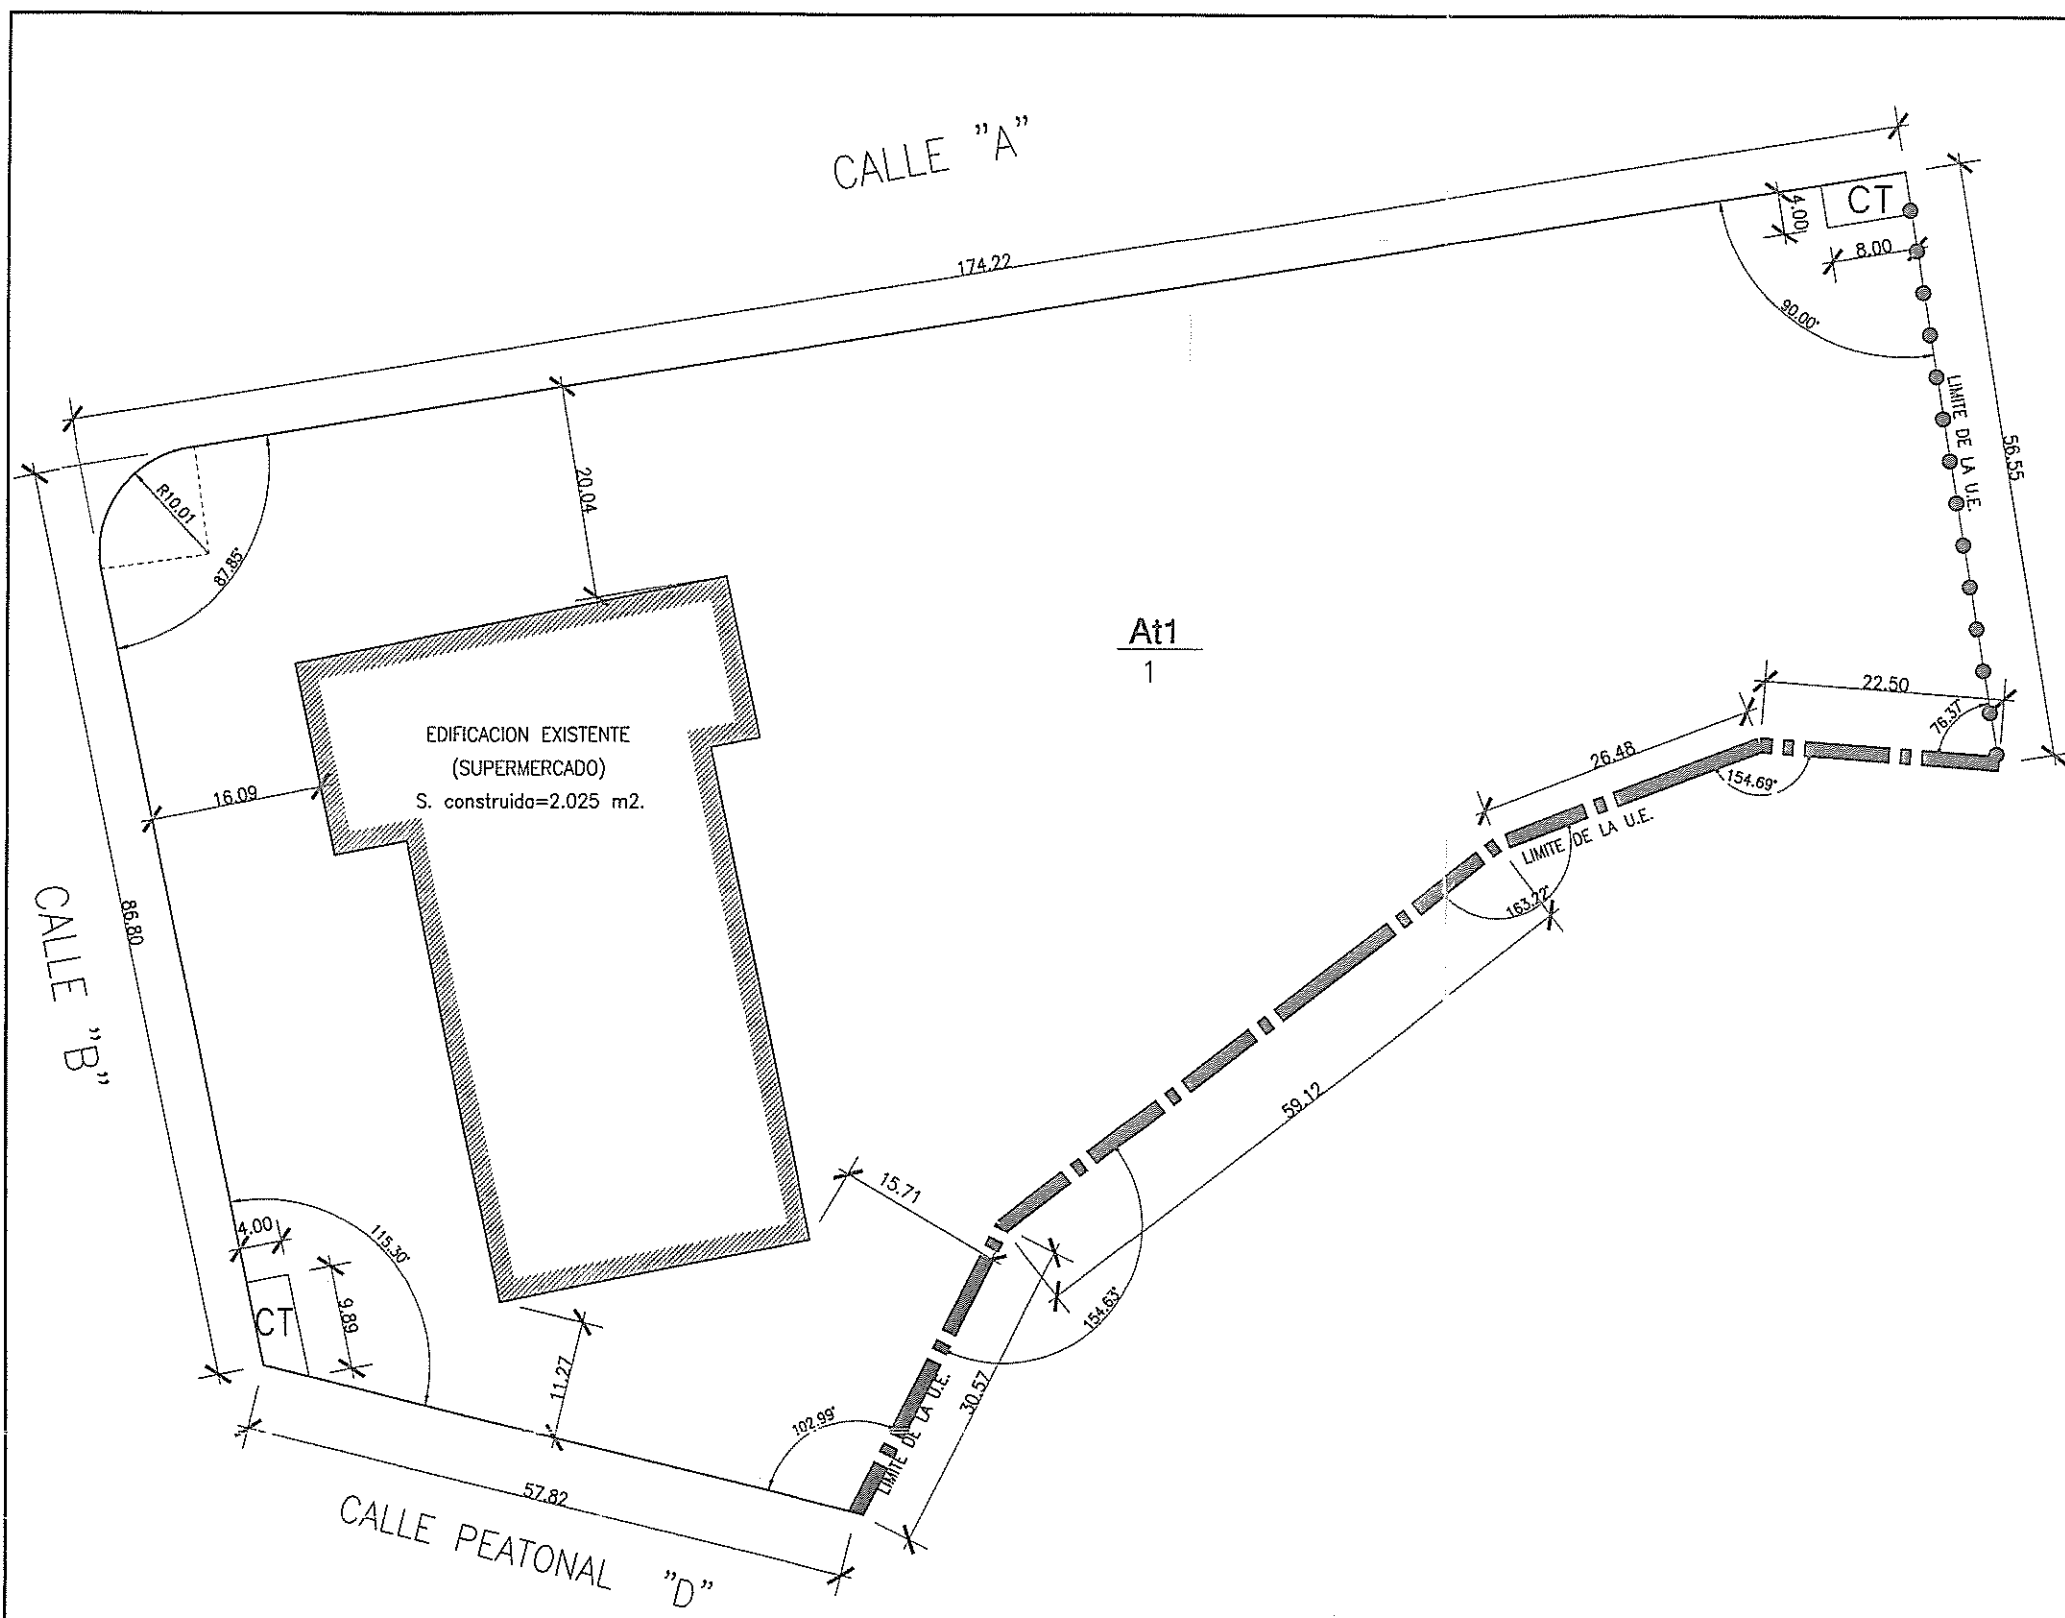 CALLE "A"
174.22
CT
4.00
8.00
90.00°
LIMITE DE LA U.E.
56.55
R10.01
87.85°
20.04
At1
1
22.50
76.37°
26.48
154.69°
LIMITE DE LA U.E.
163.22°
EDIFICACION EXISTENTE
(SUPERMERCADO)
S. construida=2.025 m2.
16.09
CALLE "B"
86.80
59.12
15.71
115.30°
4.00
CT
9.89
11.27
154.63°
30.57
102.99°
LIMITE DE LA U.E.
57.82
CALLE PEATONAL "D"